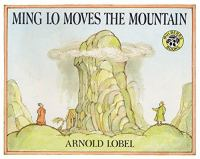 MING LO MOVES THE MOUNTAIN
ARNOLD LOBEL